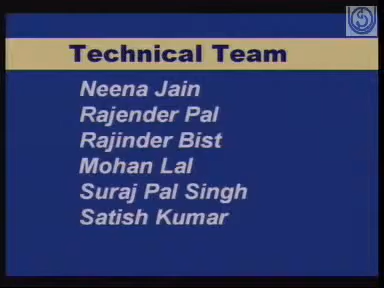 Technical Team
Neena Jain
Rajender Pal
Rajinder Bist
Mohan Lal
Suraj Pal Singh
Satish Kumar